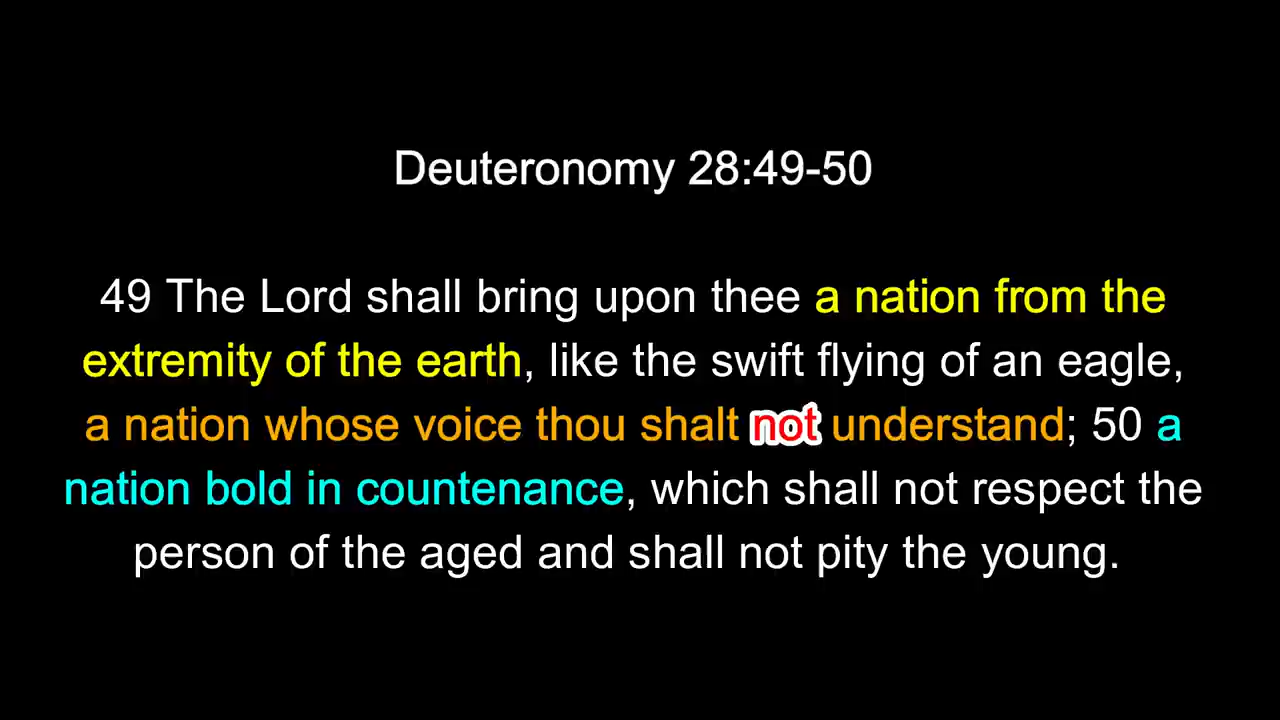 Deuteronomy 28:49-50
49 The Lord shall bring upon thee a nation from the
extremity of the earth, like the swift flying of an eagle,
a nation whose voice thou shalt not understand; 50 a
nation bold in countenance, which shall not respect the
person of the aged and shall not pity the young.